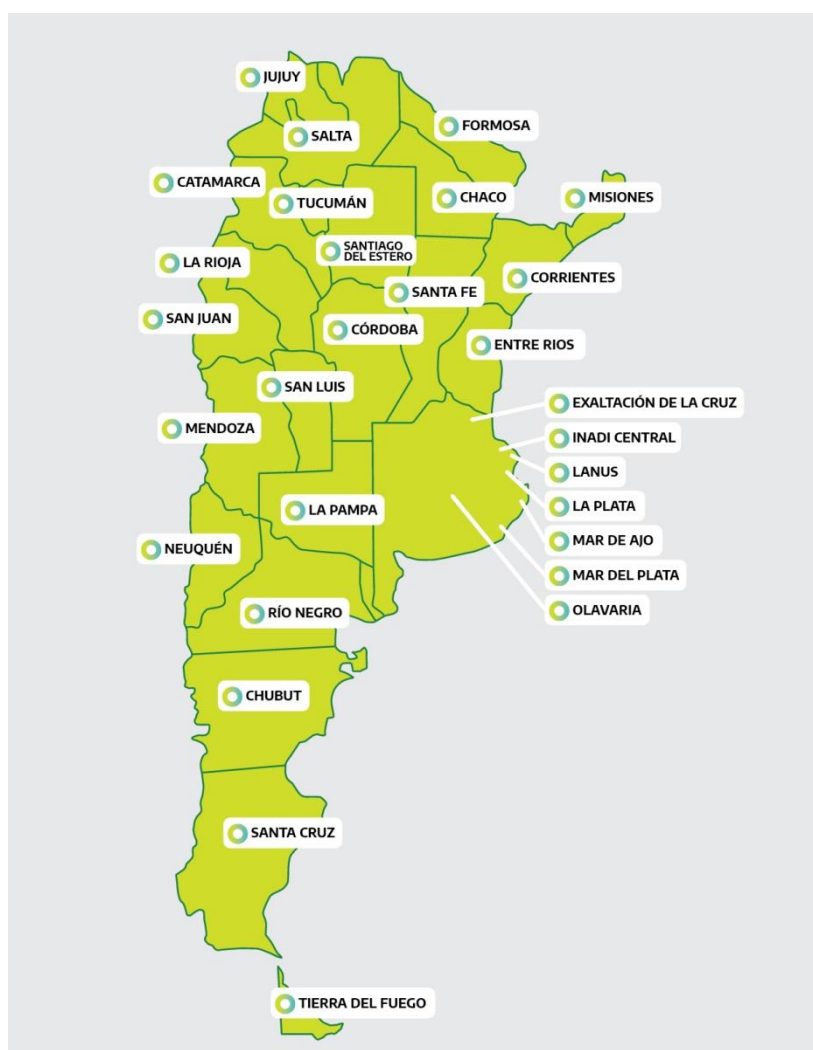 JUJUY
FORMOSA
SALTA
CATAMARCA
TUCUMÁN
CHACO
MISIONES
SANTIAGO
DEL ESTERO
LA RIOJA
CORRIENTES
SANTA FE
SAN JUAN
CÓRDOBA
ENTRE RIOS
SAN LUIS
EXALTACIÓN DE LA CRUZ
MENDOZA
INADI CENTRAL
LANUS
LA PLATA
LA PAMPA
MAR DE AJO
NEUQUÉN
MAR DEL PLATA
OLAVARIA
RÍO NEGRO
CHUBUT
SANTA CRUZ
TIERRA DEL FUEGO